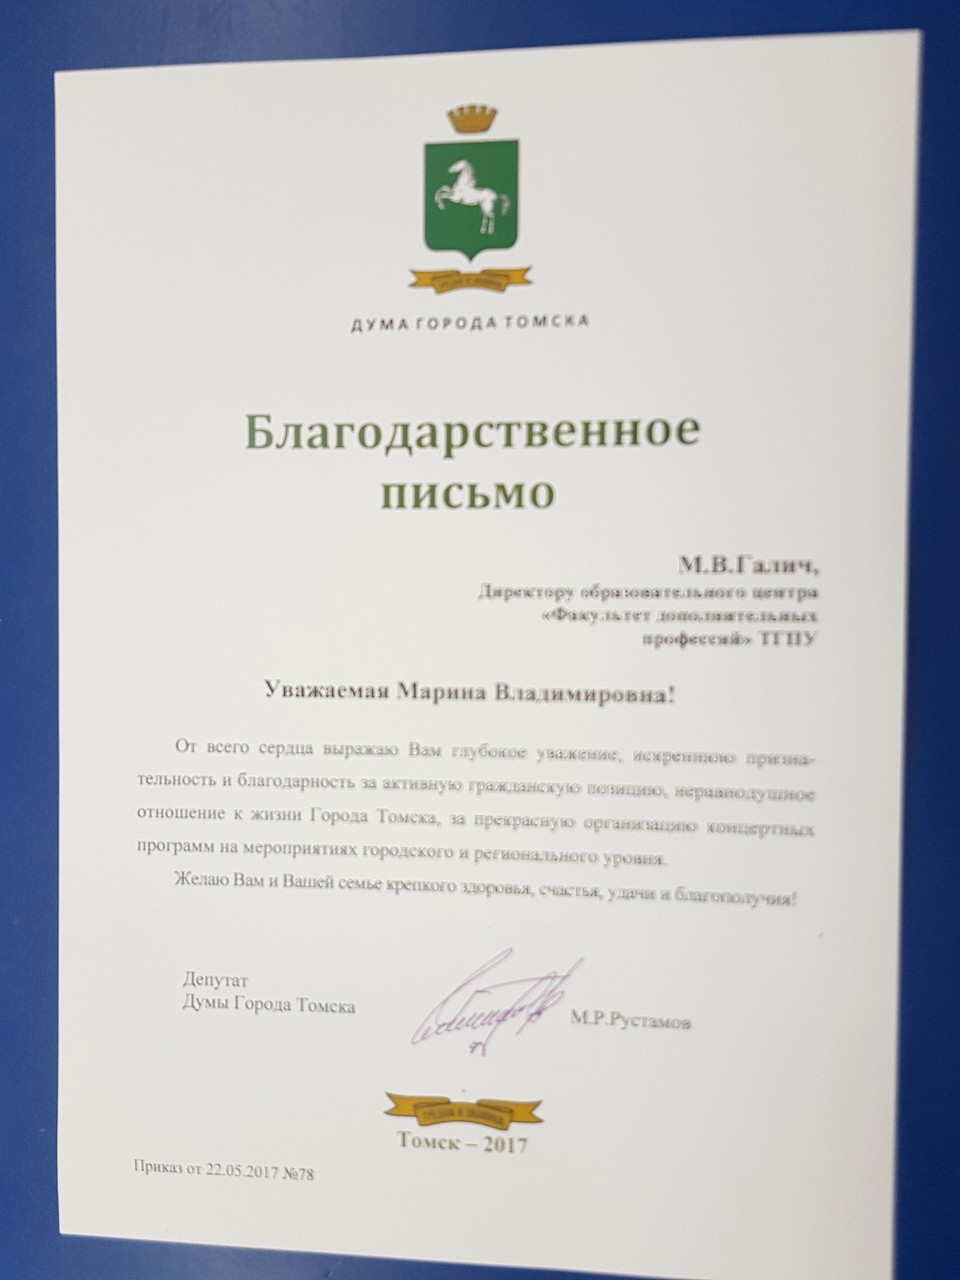 ДУМА ГОРОДА ТОМСКА
Благодарственное
письмо
М.В.Галич,
Директору образовательного центра
«Факультет дополнительных
профессий» ТГПУ
Уважаемая Марина Владимировна!
От всего сердца выражаю Вам глубокое уважение, искреннюю призна-
тельность и благодарность за активную гражданскую позицию, неравнодушное
отношение к жизни Города Томска, за прекрасную организацию концертных
программ на мероприятиях городского и регионального уровня.
Желаю Вам и Вашей семье крепкого здоровья, счастья, удачи и благополучия!
Депутат
Думы Города Томска
М.Р.Рустамов
Томск – 2017
Приказ от 22.05.2017 №78